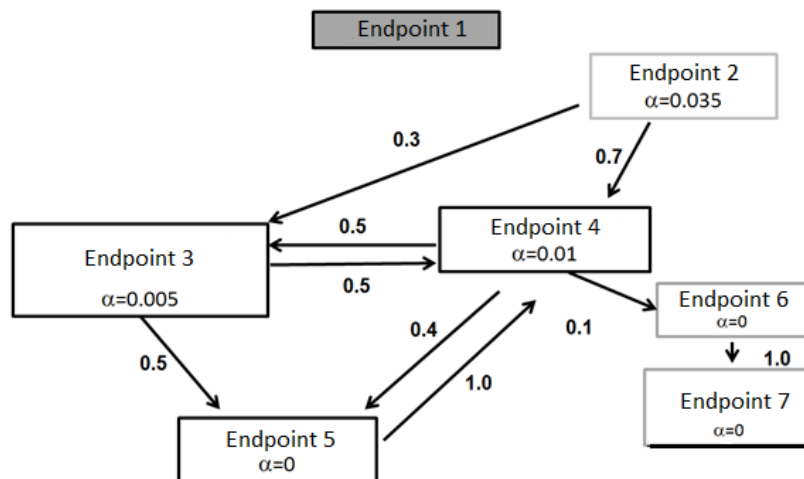 Endpoint 1
Endpoint 2
α=0.035
0.3
0.7
Endpoint 3
α=0.005
0.5
0.5
Endpoint 4
α=0.01
Endpoint 6
α=0
0.5
0.4
1.0
0.1
1.0
Endpoint 7
α=0
Endpoint 5
α=0